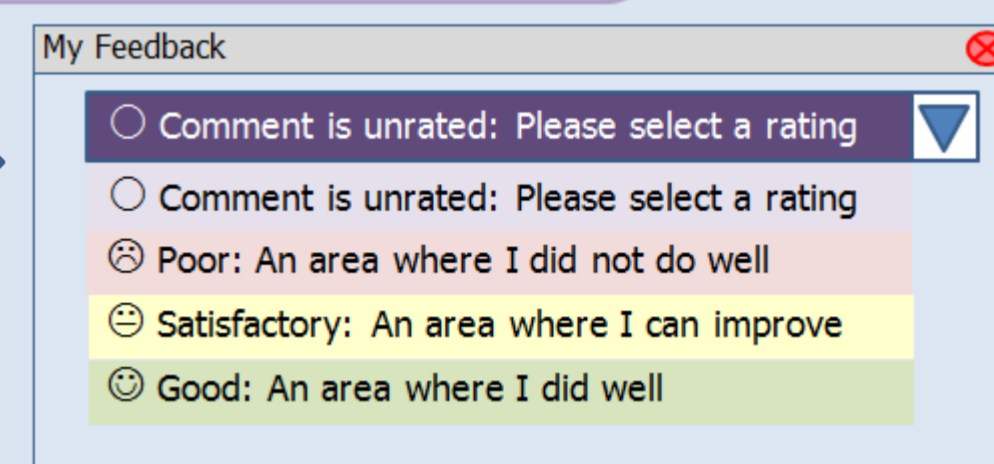 My Feedback
Comment is unrated: Please select a rating
Comment is unrated: Please select a rating
Poor: An area where I did not do well
Satisfactory: An area where I can improve
Good: An area where I did well